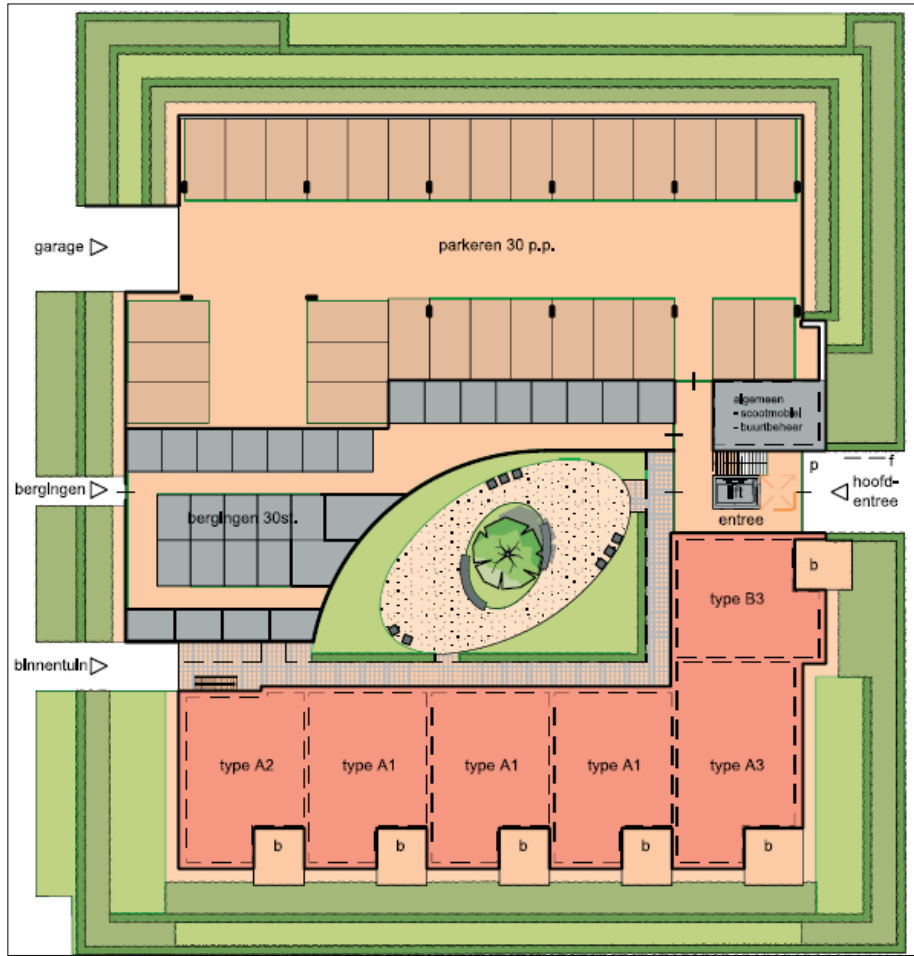 garage
parkeren 30 p.p.
algemeen
- scootmobiel
- buurtbeheer
p
f
hoofd-
entree
bergingen
bergingen 30st.
lift
entree
b
type B3
binnentuin
type A2
type A1
type A1
type A1
type A3
b
b
b
b
b